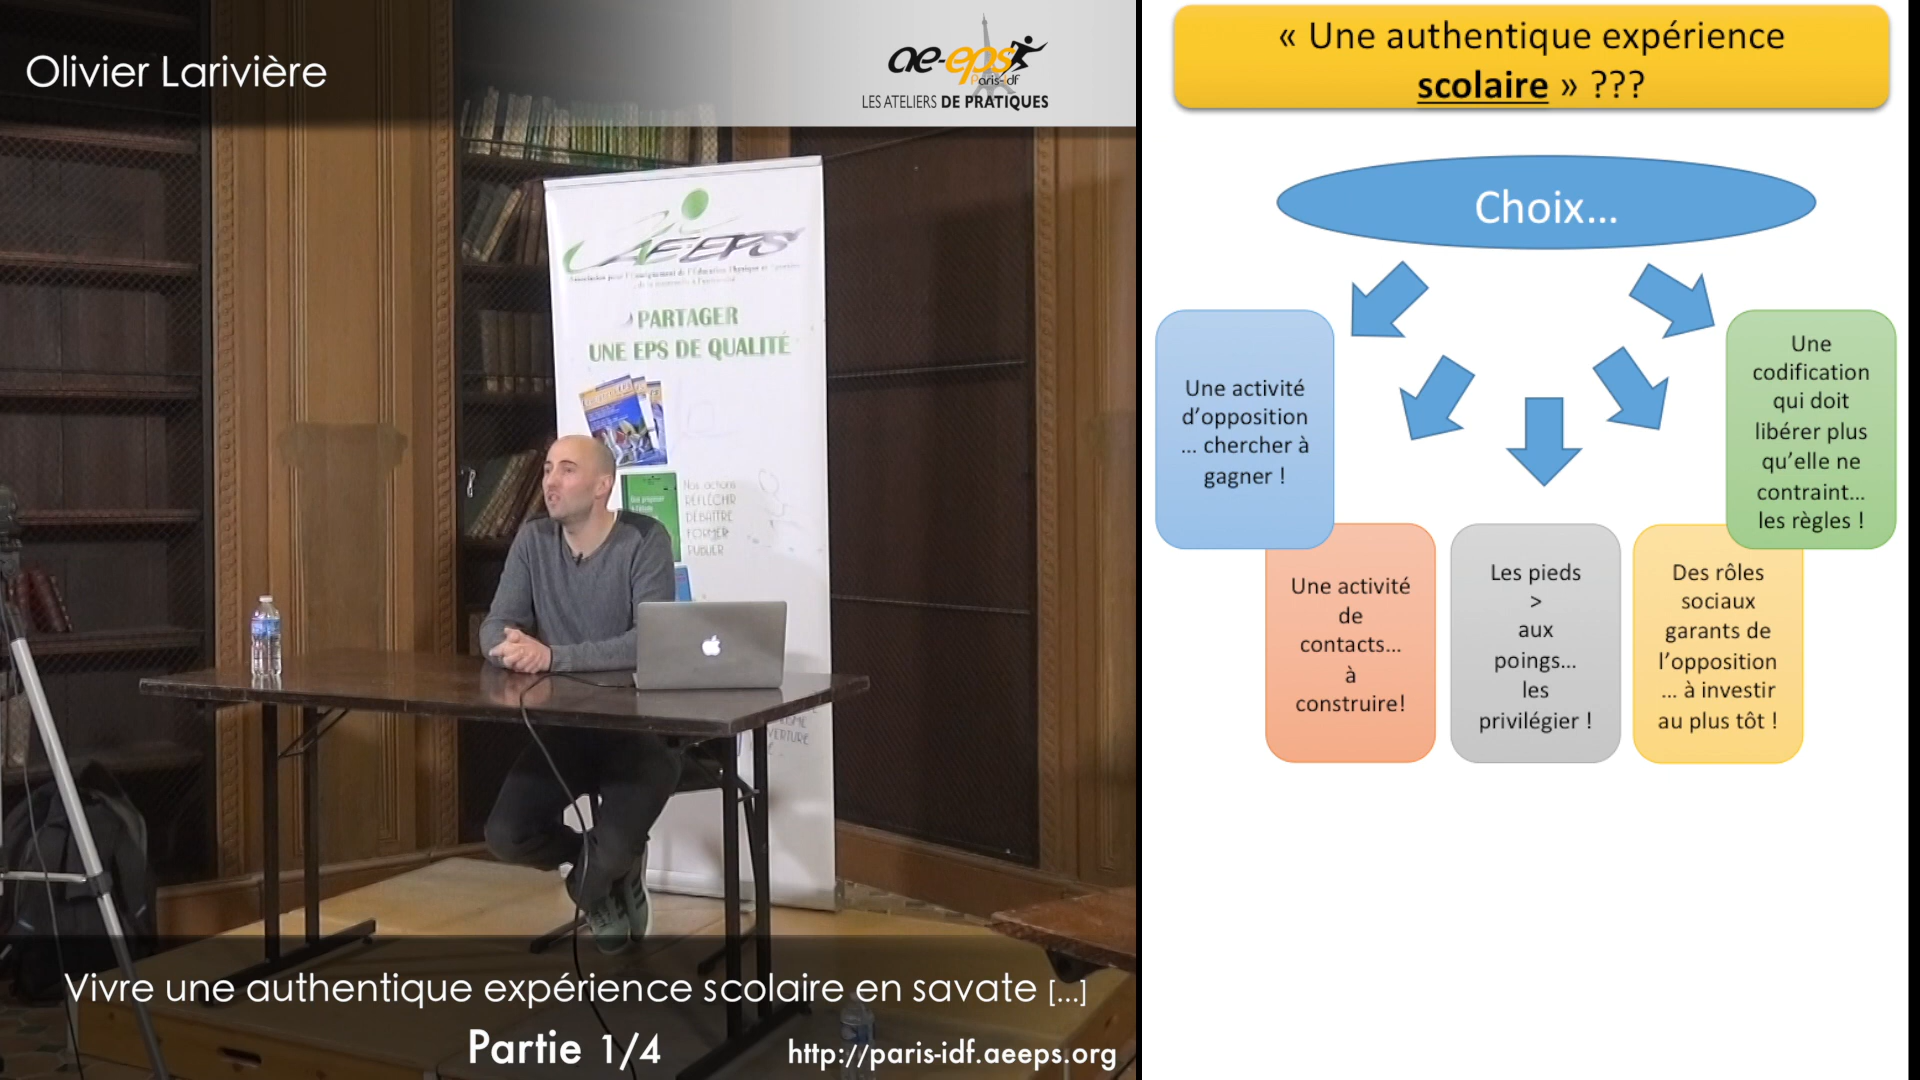 Olivier Larivière
ae-eps
Paris-idf
LES ATELIERS DE PRATIQUES
AE-EPS
PARTAGER
UNE EPS DE QUALITÉ
Nos actions
RÉFLÉCHIR
DÉBATTRE
FORMER
PUBLIER
Vivre une authentique expérience scolaire en savate [...]
Partie 1/4
http://paris-idf.aeeps.org
« Une authentique expérience
scolaire » ???
Choix...
Une activité
d’opposition
... chercher à
gagner !
Une activité
de
contacts...
à
construire!
Les pieds
>
aux
poings...
les
privilégier !
Des rôles
sociaux
garants de
l’opposition
... à investir
au plus tôt !
Une
codification
qui doit
libérer plus
qu’elle ne
contraint...
les règles !